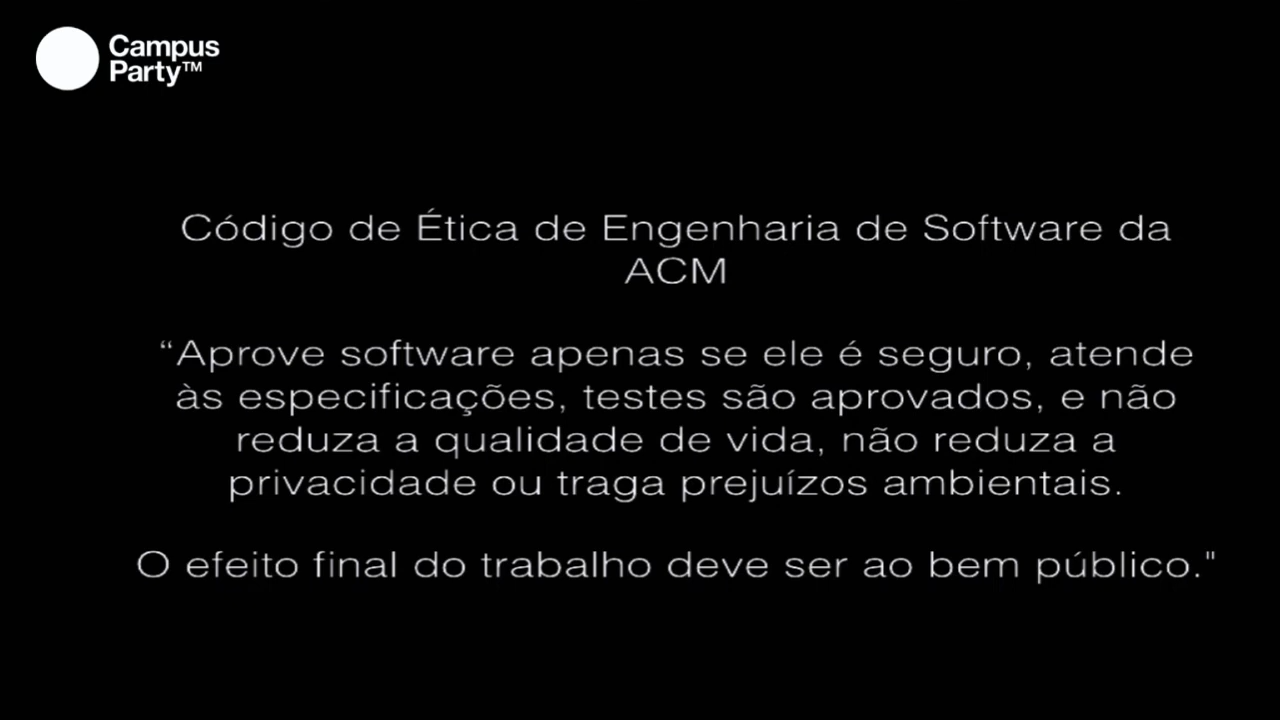 Campus
Party™
Código de Ética de Engenharia de Software da
ACM
“Aprove software apenas se ele é seguro, atende
às especificações, testes são aprovados, e não
reduza a qualidade de vida, não reduza a
privacidade ou traga prejuízos ambientais.
O efeito final do trabalho deve ser ao bem público."